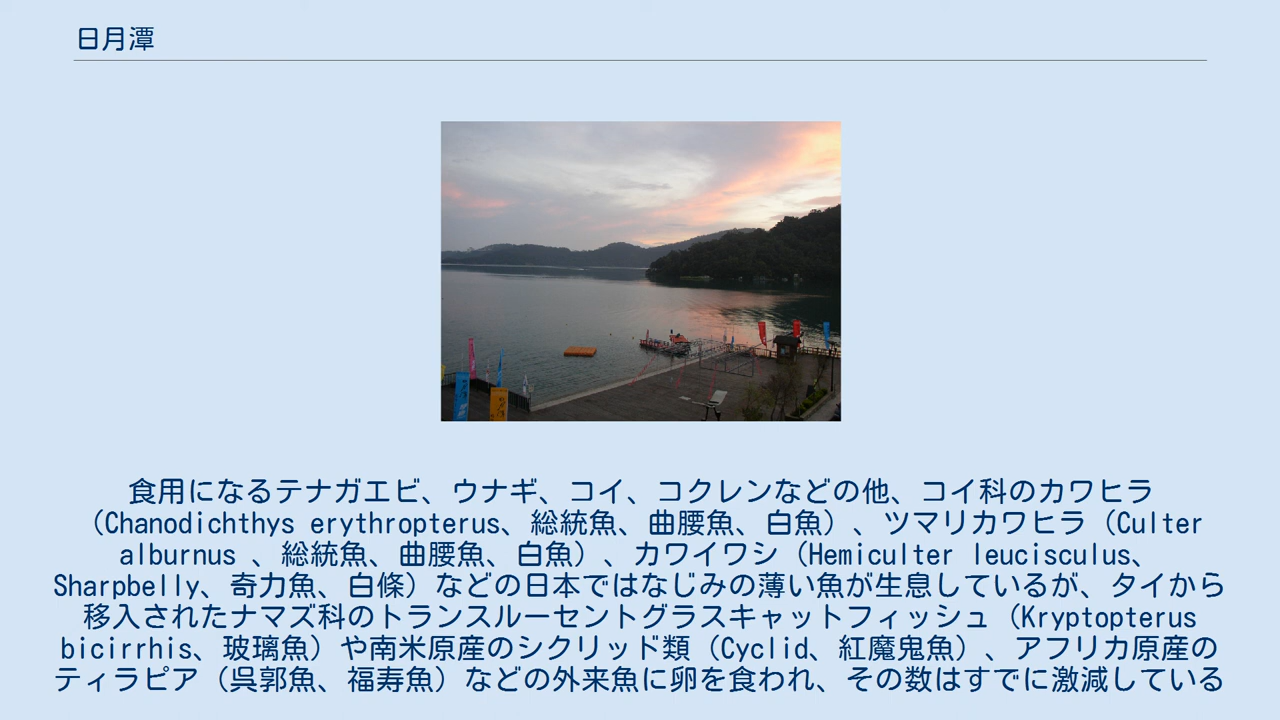 日月潭
食用になるテナガエビ、ウナギ、コイ、コクレンなどの他、コイ科のカワヒラ
（Chanodichthys erythropterus、総統魚、曲腰魚、白魚）、ツマリカワヒラ（Culter
alburnus 、総統魚、曲腰魚、白魚）、カワイワシ（Hemiculter leucisculus、
Sharpbelly、奇力魚、白條）などの日本ではなじみの薄い魚が生息しているが、タイから
移入されたナマズ科のトランスルーセントグラスキャットフィッシュ（Kryptopterus
bicirrhis、玻璃魚）や南米原産のシクリッド類（Cyclid、紅魔鬼魚）、アフリカ原産の
ティラピア（呉郭魚、福寿魚）などの外来魚に卵を食われ、その数はすでに激減している